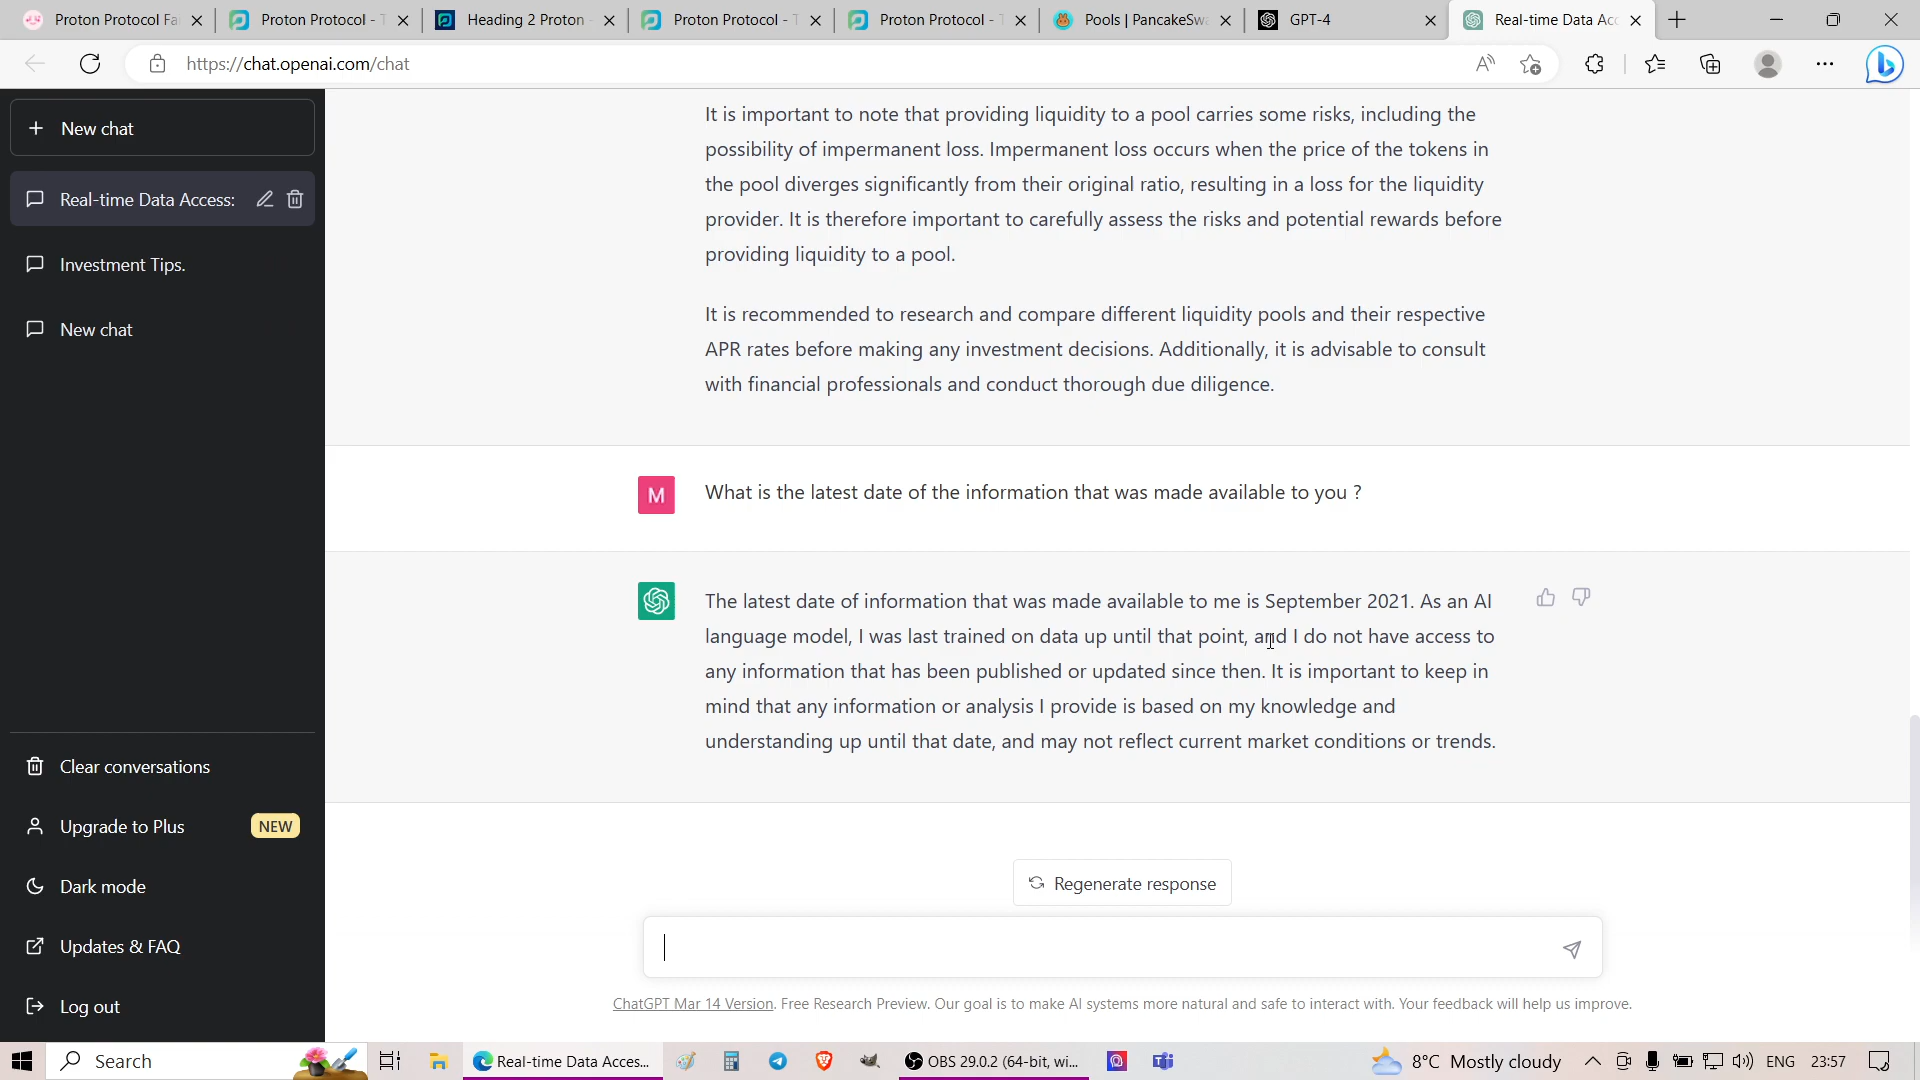 Proton Protocol Fa
Proton Protocol - T
Heading 2 Proton
Proton Protocol - T
Proton Protocol - T
Pools | PancakeSw
GPT-4
Real-time Data Acc
https://chat.openai.com/chat
New chat
Real-time Data Access:
Investment Tips.
New chat
Clear conversations
Upgrade to Plus NEW
Dark mode
Updates & FAQ
Log out
It is important to note that providing liquidity to a pool carries some risks, including the
possibility of impermanent loss. Impermanent loss occurs when the price of the tokens in
the pool diverges significantly from their original ratio, resulting in a loss for the liquidity
provider. It is therefore important to carefully assess the risks and potential rewards before
providing liquidity to a pool.
It is recommended to research and compare different liquidity pools and their respective
APR rates before making any investment decisions. Additionally, it is advisable to consult
with financial professionals and conduct thorough due diligence.
M
What is the latest date of the information that was made available to you ?
The latest date of information that was made available to me is September 2021. As an AI
language model, I was last trained on data up until that point, and I do not have access to
any information that has been published or updated since then. It is important to keep in
mind that any information or analysis I provide is based on my knowledge and
understanding up until that date, and may not reflect current market conditions or trends.
Regenerate response
ChatGPT Mar 14 Version. Free Research Preview. Our goal is to make AI systems more natural and safe to interact with. Your feedback will help us improve.
Search
Real-time Data Acces...
OBS 29.0.2 (64-bit, wi...
8°C Mostly cloudy
ENG
23:57